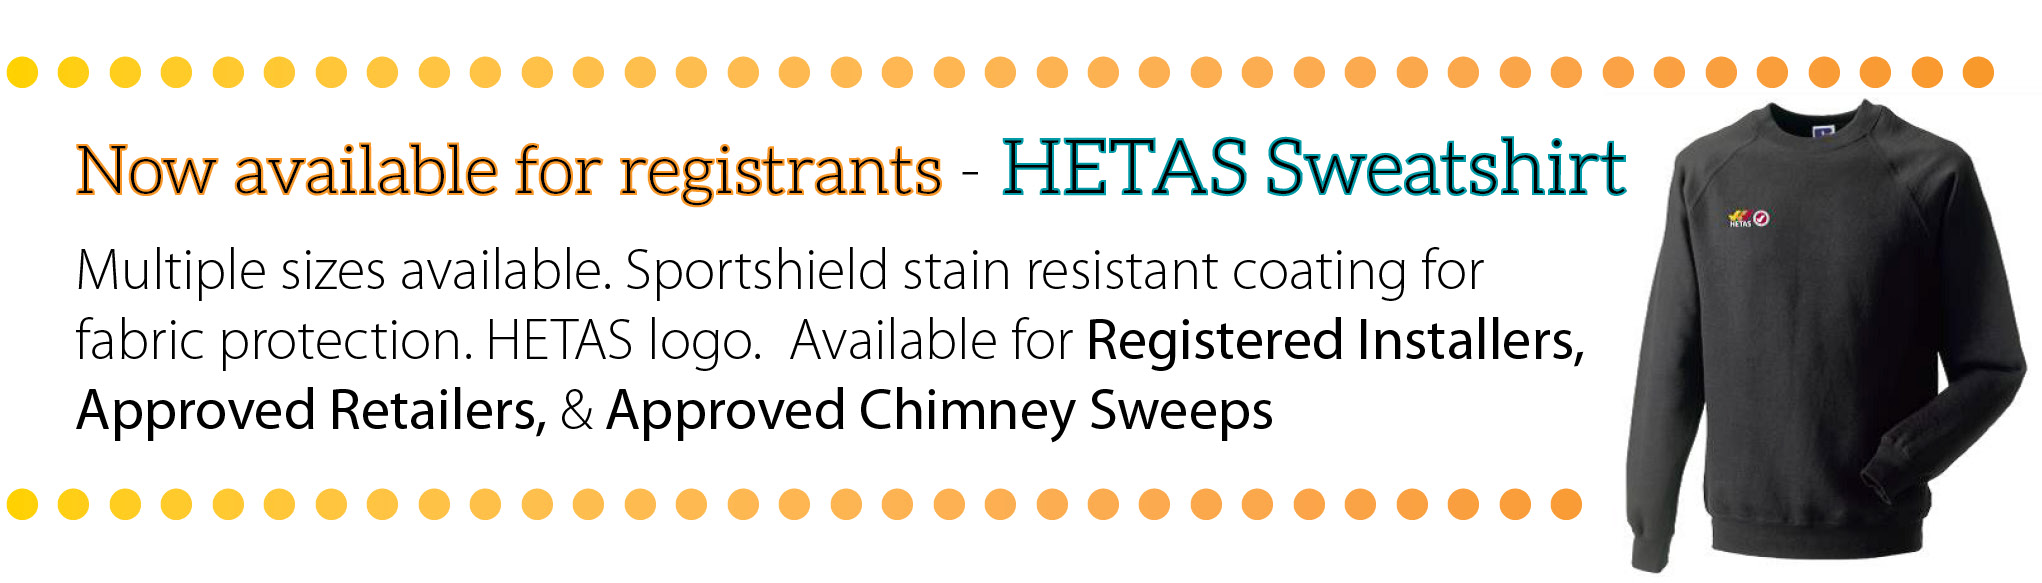 Now available for registrants - HETAS Sweatshirt
Multiple sizes available. Sportshield stain resistant coating for
fabric protection. HETAS logo.  Available for Registered Installers,
Approved Retailers, & Approved Chimney Sweeps
HETAS